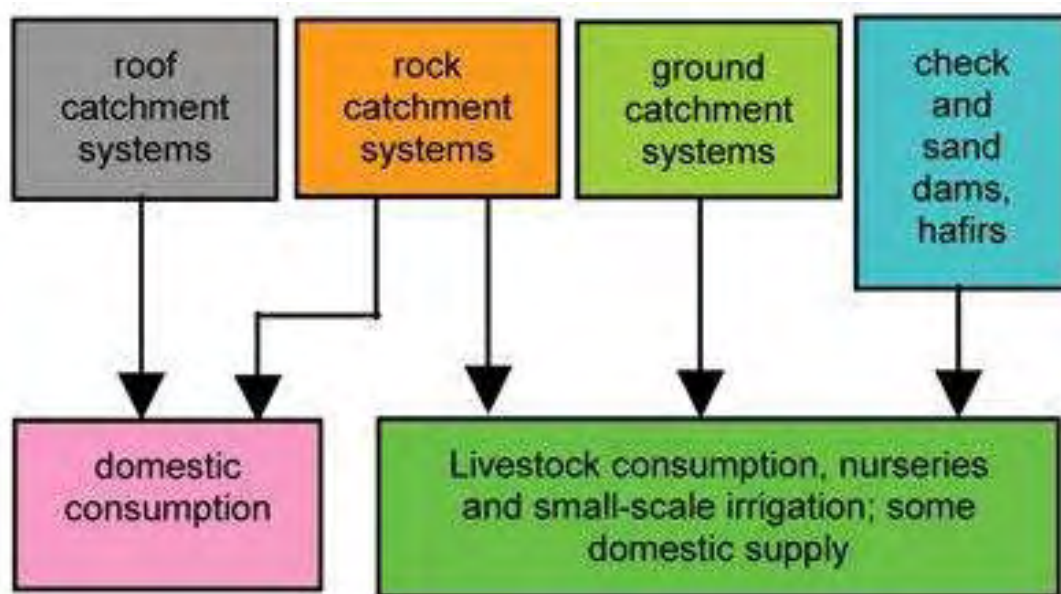 roof
catchment
systems
rock
catchment
systems
ground
catchment
systems
check
and
sand
dams,
hafirs
domestic
consumption
Livestock consumption, nurseries
and small-scale irrigation; some
domestic supply